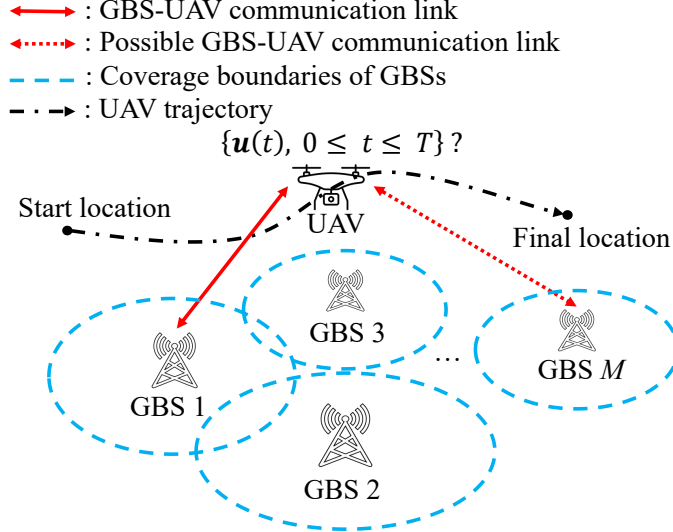 : GBS-UAV communication link
: Possible GBS-UAV communication link
: Coverage boundaries of GBSs
: UAV trajectory
{𝒖(t), 0 ≤ t ≤ T} ?
Start location
UAV
Final location
GBS 3
...
GBS M
GBS 1
GBS 2